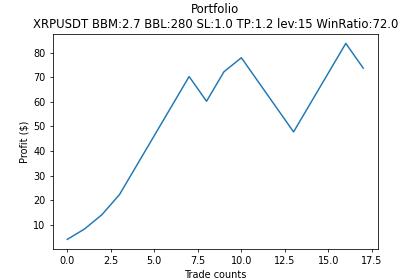 Portfolio
XRPUSDT BBM:2.7 BBL:280 SL:1.0 TP:1.2 lev:15 WinRatio:72.0
Profit ($)
80
70
60
50
40
30
20
10
0.0 2.5 5.0 7.5 10.0 12.5 15.0 17.5
Trade counts